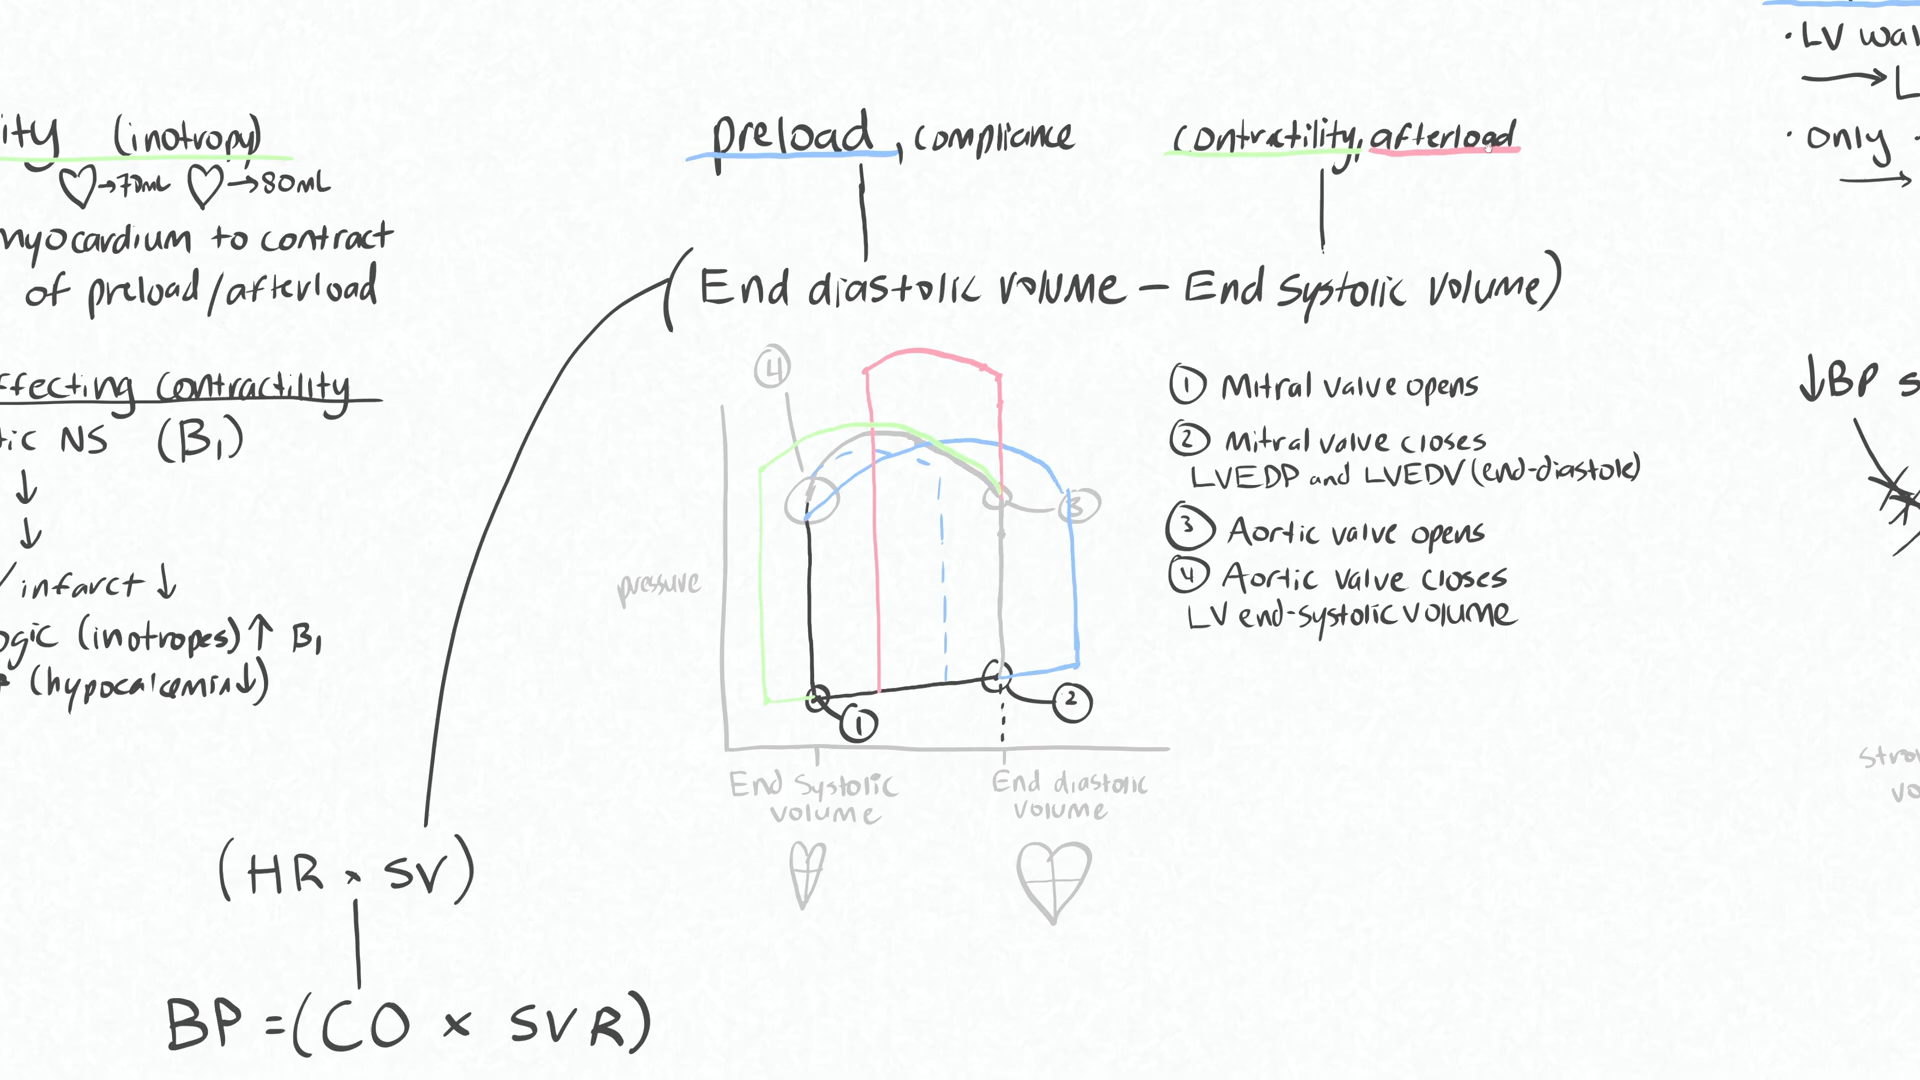 ity (inotropy)
→70mL →80mL
myocardium to contract
of preload/afterload
ffecting contractility
tic NS (B₁)
↓
↓
/infarct ↓
ogic (inotropes) ↑ B₁
(hypocalcemia↓)
preload, compliance
contractility, afterload
(End diastolic volume – End Systolic volume)
4
3
pressure
1
2
End Systolic
volume
End diastolic
volume
① Mitral valve opens
② Mitral valve closes
LVEDP and LVEDV (end-diastole)
③ Aortic valve opens
④ Aortic valve closes
LV end-systolic volume
(HR × SV)
BP = (CO × SVR)
· LV wal
→ L
· Only
→
↓BP s
stro
vo